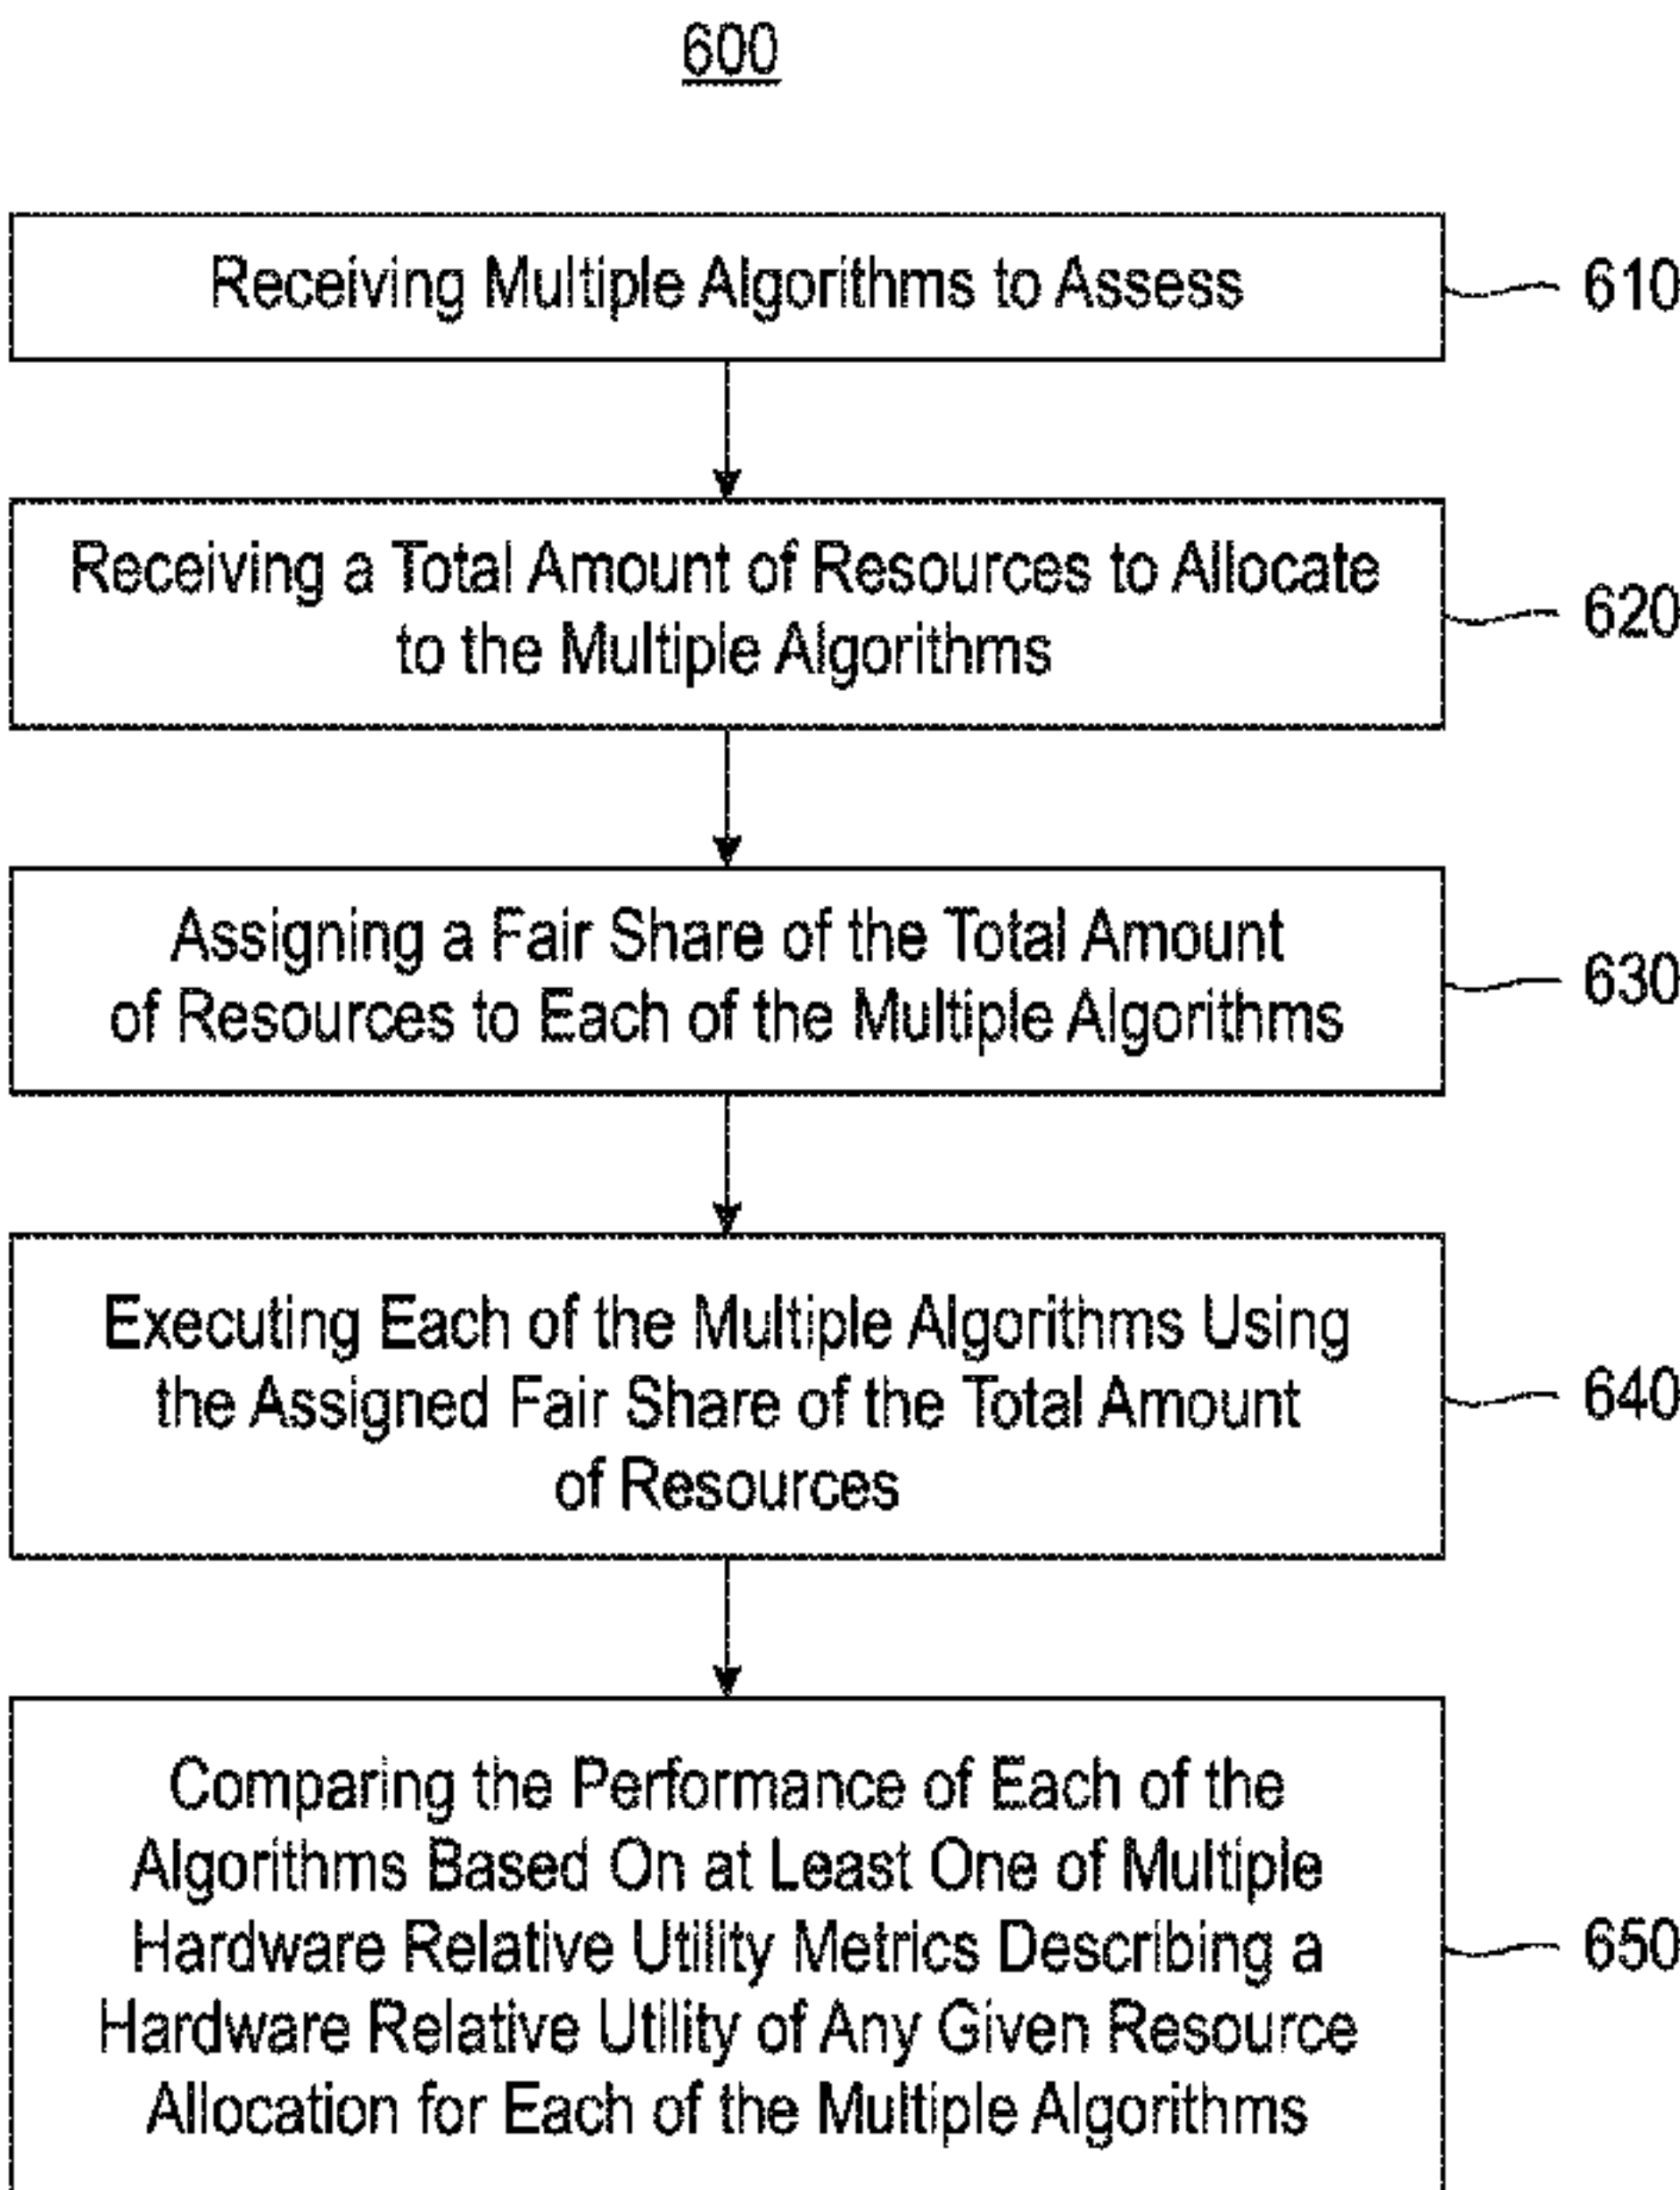 600
Receiving Multiple Algorithms to Assess
610
Receiving a Total Amount of Resources to Allocate
to the Multiple Algorithms
620
Assigning a Fair Share of the Total Amount
of Resources to Each of the Multiple Algorithms
630
Executing Each of the Multiple Algorithms Using
the Assigned Fair Share of the Total Amount
of Resources
640
Comparing the Performance of Each of the
Algorithms Based On at Least One of Multiple
Hardware Relative Utility Metrics Describing a
Hardware Relative Utility of Any Given Resource
Allocation for Each of the Multiple Algorithms
650